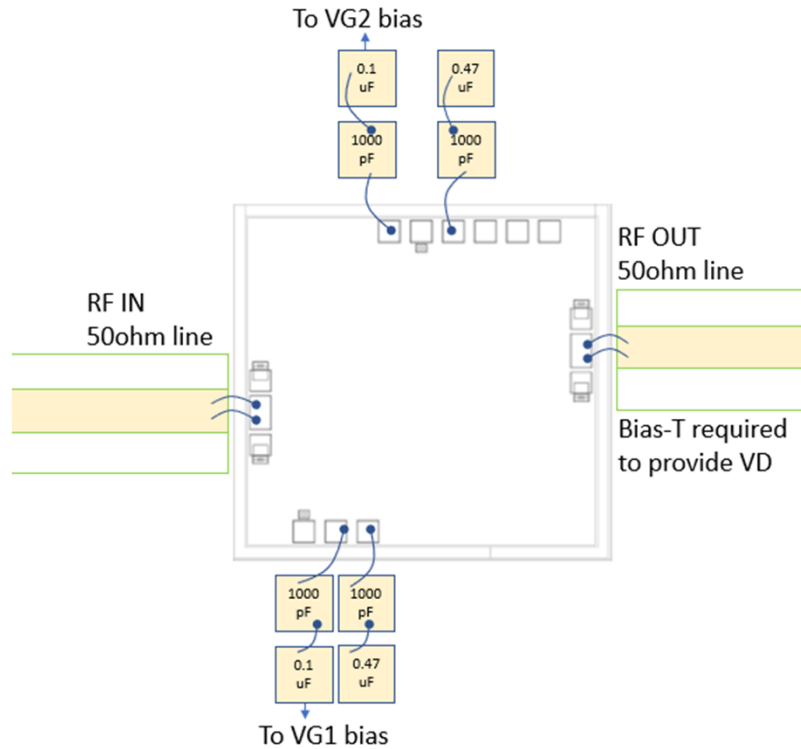 To VG2 bias
0.1
uF
0.47
uF
1000
pF
1000
pF
RF OUT
50ohm line
RF IN
50ohm line
Bias-T required
to provide VD
1000
pF
1000
pF
0.1
uF
0.47
uF
To VG1 bias